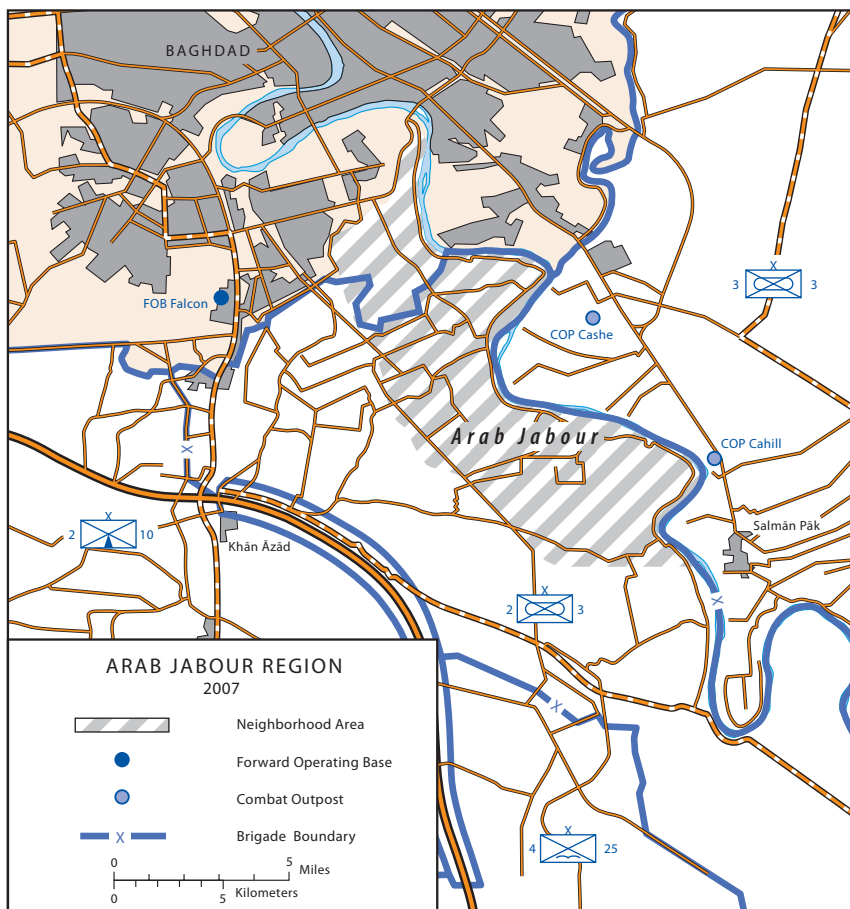 BAGHDAD
FOB Falcon
X
3 3
COP Cashe
Arab Jabour
COP Cahill
X
X
2 10
Khān Āzād
Salmān Pāk
X
2 3
X
X
X
4 25
ARAB JABOUR REGION
2007
Neighborhood Area
Forward Operating Base
Combat Outpost
X Brigade Boundary
0 5 Miles
0 5 Kilometers